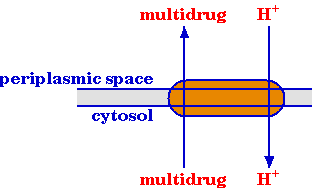 multidrug H⁺
periplasmic space
cytosol
multidrug H⁺